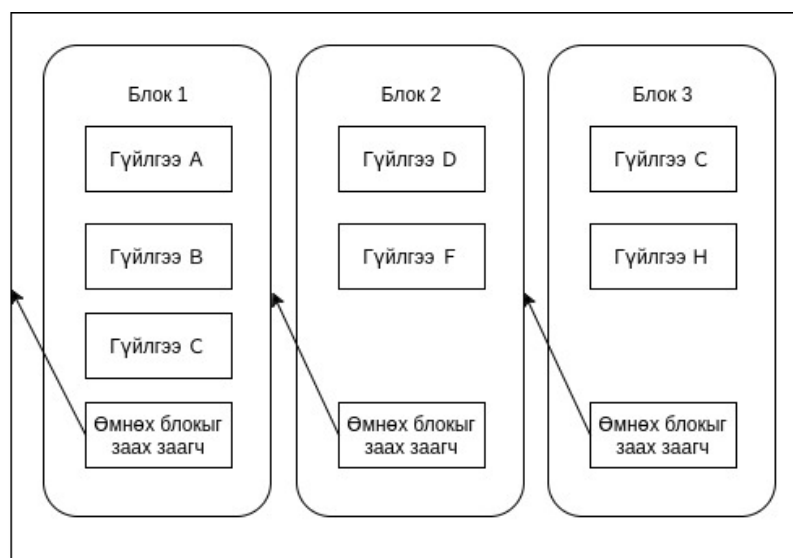 Блок 1
Гүйлгээ A
Гүйлгээ B
Гүйлгээ C
Өмнөх блокыг
заах заагч
Блок 2
Гүйлгээ D
Гүйлгээ F
Өмнөх блокыг
заах заагч
Блок 3
Гүйлгээ C
Гүйлгээ H
Өмнөх блокыг
заах заагч